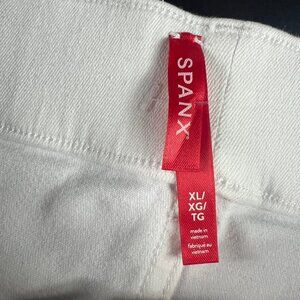 SPANX
XL/
XG/
TG
made in
vietnam
fabriqué au
vietnam